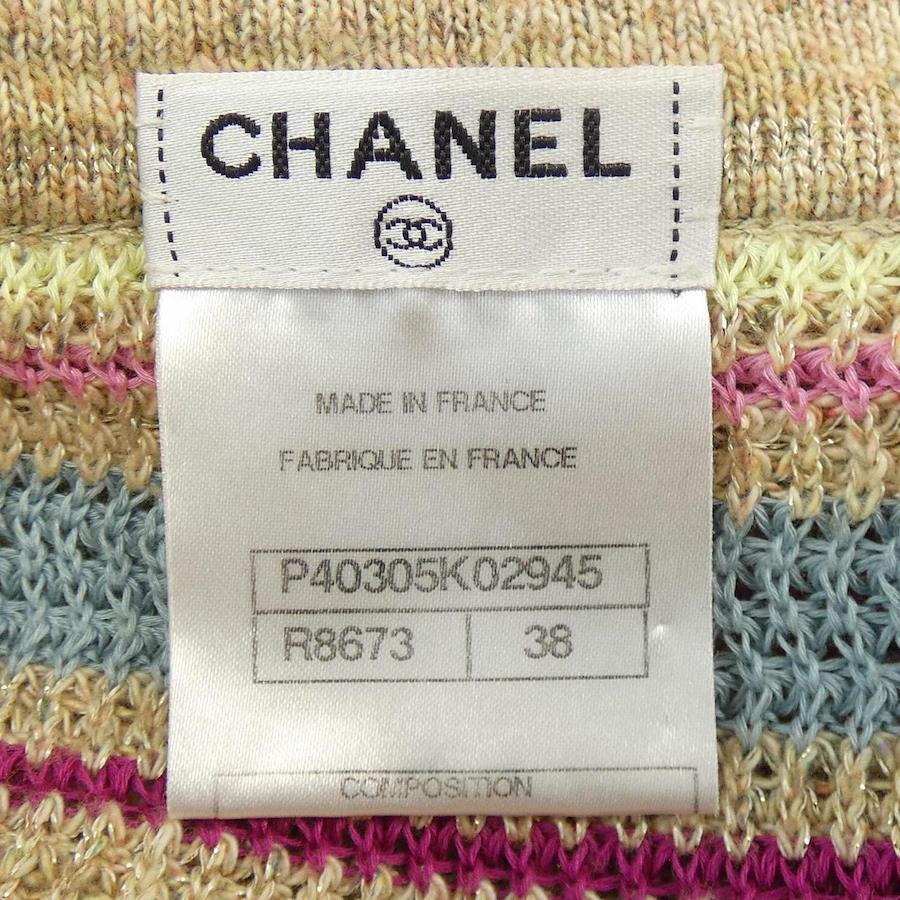 CHANEL
MADE IN FRANCE
FABRIQUE EN FRANCE
P40305K02945
R8673 38
COMPOSITION